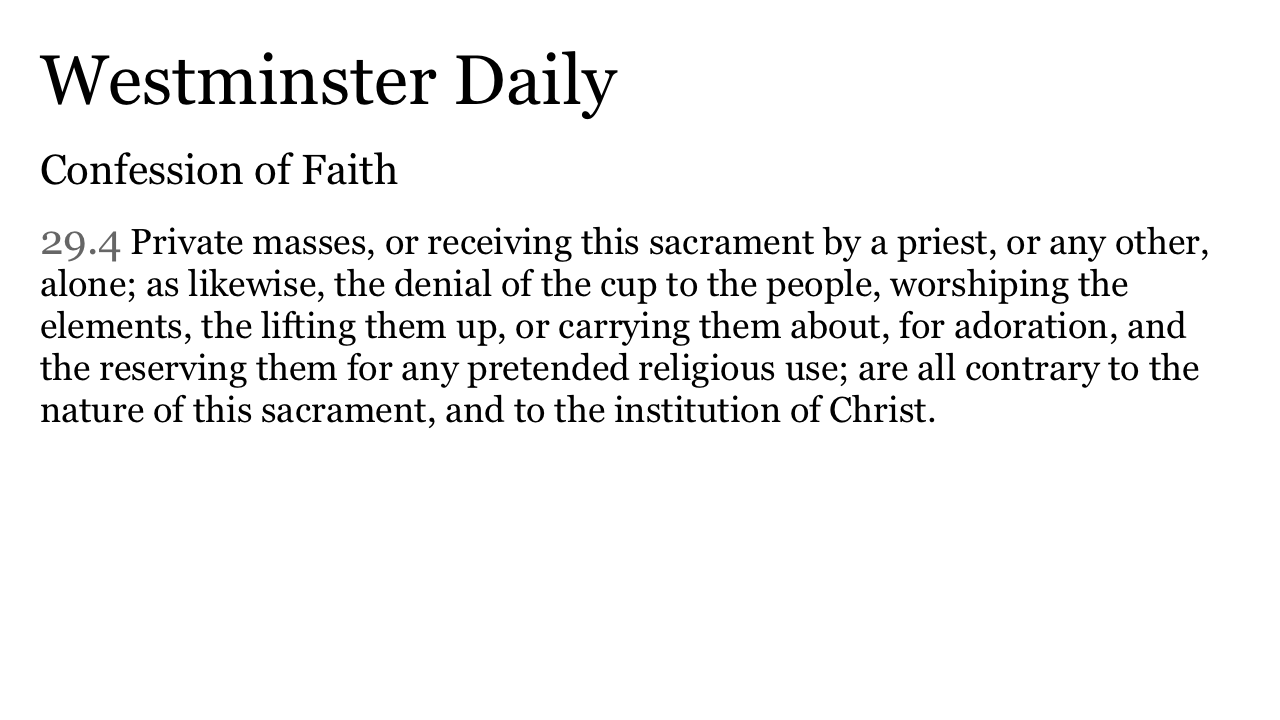 Westminster Daily
Confession of Faith
29.4 Private masses, or receiving this sacrament by a priest, or any other,
alone; as likewise, the denial of the cup to the people, worshiping the
elements, the lifting them up, or carrying them about, for adoration, and
the reserving them for any pretended religious use; are all contrary to the
nature of this sacrament, and to the institution of Christ.